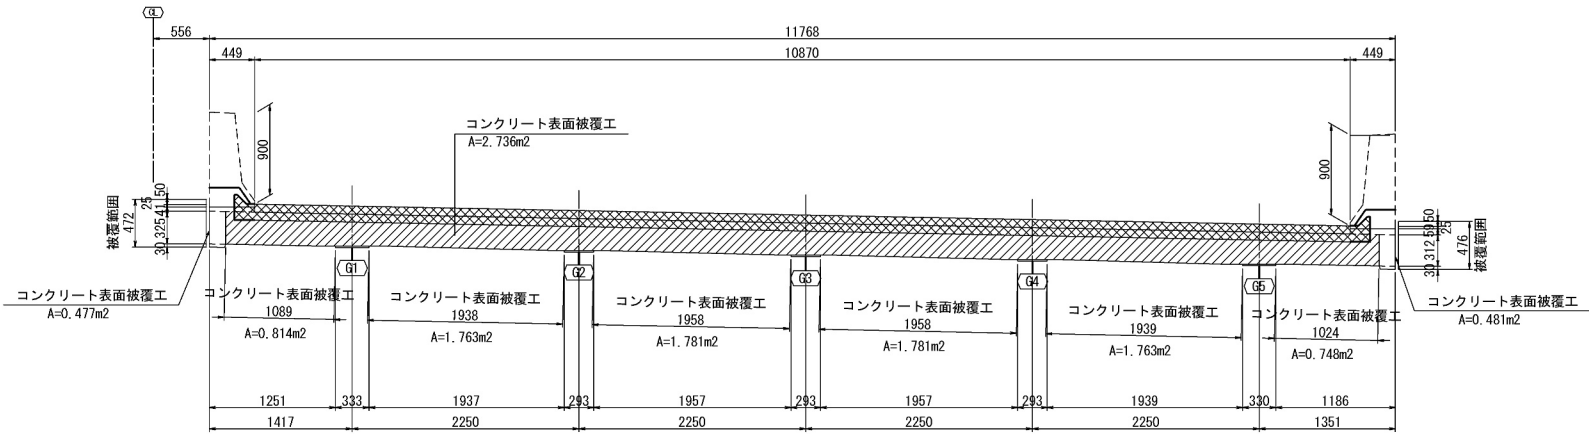 GL
556
11768
449
10870
449
コンクリート表面被覆工
A=2.736m2
900
900
被覆範囲
472
30
325
41
25
50
被覆範囲
476
30
312
59
25
50
G1
G2
G3
G4
G5
コンクリート表面被覆工
A=0.477m2
コンクリート表面被覆工
1089
A=0.814m2
コンクリート表面被覆工
1938
A=1.763m2
コンクリート表面被覆工
1958
A=1.781m2
コンクリート表面被覆工
1958
A=1.781m2
コンクリート表面被覆工
1939
A=1.763m2
コンクリート表面被覆工
1024
A=0.748m2
コンクリート表面被覆工
A=0.481m2
1251
333
1937
293
1957
293
1957
293
1939
330
1186
1417
2250
2250
2250
2250
1351